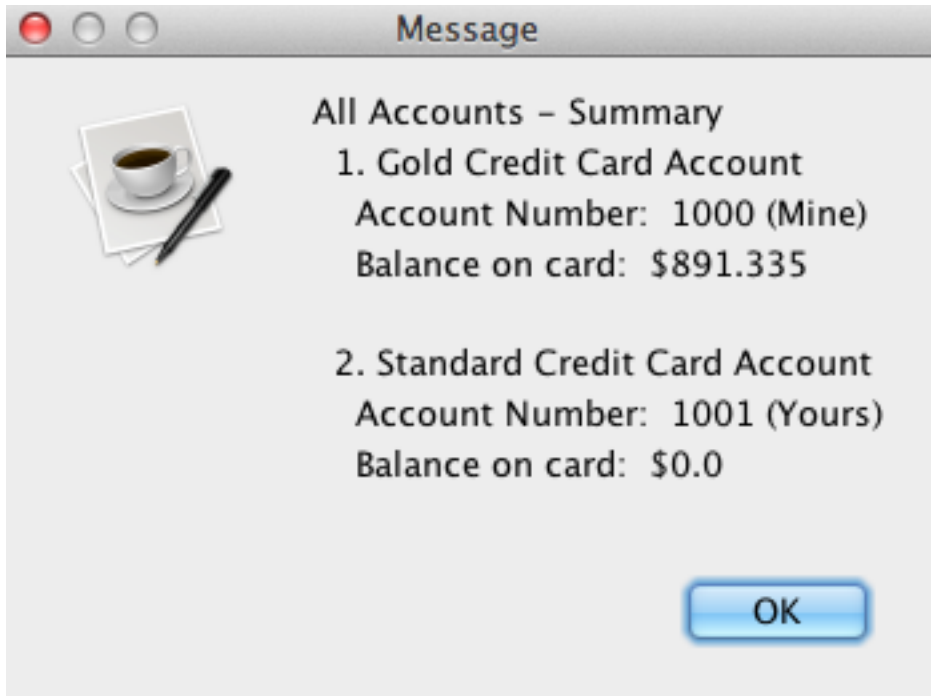 Message
All Accounts – Summary
1. Gold Credit Card Account
Account Number:  1000 (Mine)
Balance on card:  $891.335
2. Standard Credit Card Account
Account Number:  1001 (Yours)
Balance on card:  $0.0
OK